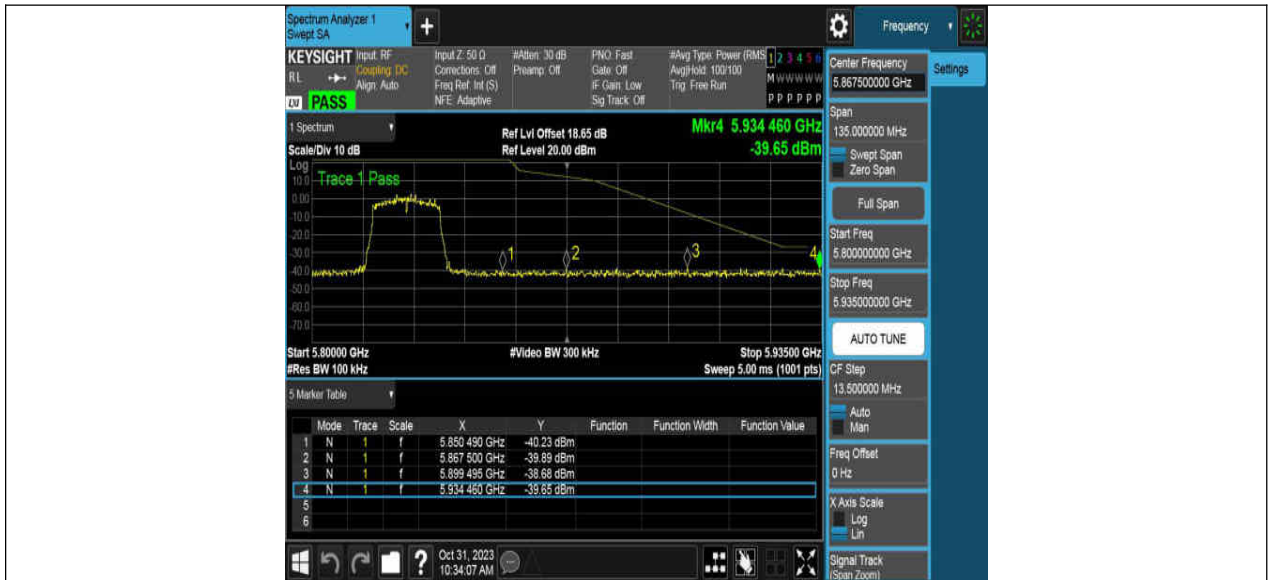 Spectrum Analyzer 1
Swept SA
+
Frequency
KEYSIGHT
RL
LXI
PASS
Input: RF
Coupling: DC
Align: Auto
Input Z: 50 Ω
Corrections: Off
Freq Ref: Int (S)
NFE: Adaptive
#Atten: 30 dB
Preamp: Off
PNO: Fast
Gate: Off
IF Gain: Low
Sig Track: Off
#Avg Type: Power (RMS
Avg|Hold: 100/100
Trig: Free Run
1 2 3 4 5 6
M W W W W W
P P P P P P
1 Spectrum
Scale/Div 10 dB
Ref Lvl Offset 18.65 dB
Ref Level 20.00 dBm
Mkr4 5.934 460 GHz
-39.65 dBm
Log
Trace 1 Pass
10.0
0.00
-10.0
-20.0
-30.0
-40.0
-50.0
-60.0
-70.0
1
2
3
4
Start 5.80000 GHz
#Res BW 100 kHz
#Video BW 300 kHz
Stop 5.93500 GHz
Sweep 5.00 ms (1001 pts)
5 Marker Table
Mode Trace Scale X Y Function Function Width Function Value
1 N 1 f 5.850 490 GHz -40.23 dBm
2 N 1 f 5.867 500 GHz -39.89 dBm
3 N 1 f 5.899 495 GHz -38.68 dBm
4 N 1 f 5.934 460 GHz -39.65 dBm
5
6
?
Oct 31, 2023
10:34:07 AM
Center Frequency
5.867500000 GHz
Settings
Span
135.000000 MHz
Swept Span
Zero Span
Full Span
Start Freq
5.800000000 GHz
Stop Freq
5.935000000 GHz
AUTO TUNE
CF Step
13.500000 MHz
Auto
Man
Freq Offset
0 Hz
X Axis Scale
Log
Lin
Signal Track
(Span Zoom)